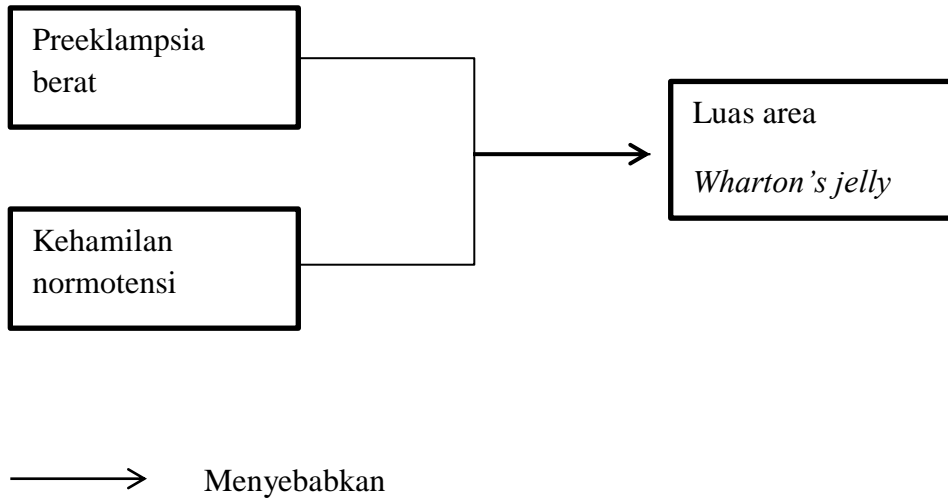 Preeklampsia
berat
Luas area
Wharton’s jelly
Kehamilan
normotensi
Menyebabkan